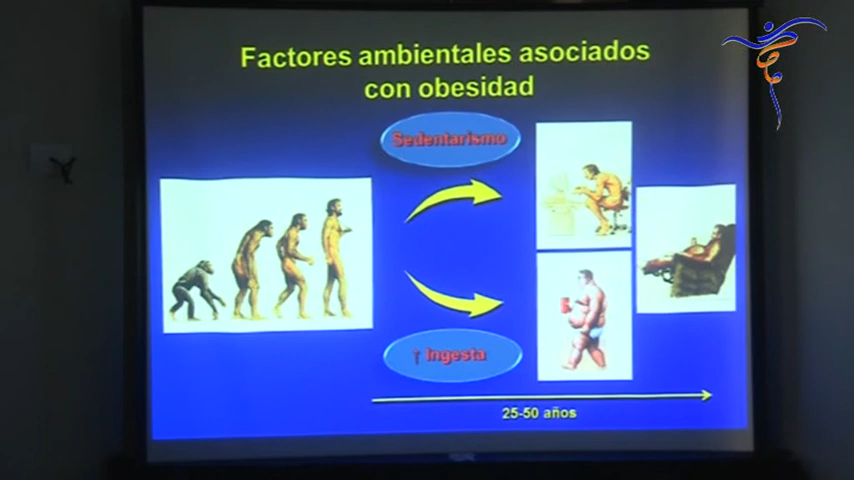 Factores ambientales asociados
con obesidad
Sedentarismo
↑ Ingesta
25-50 años